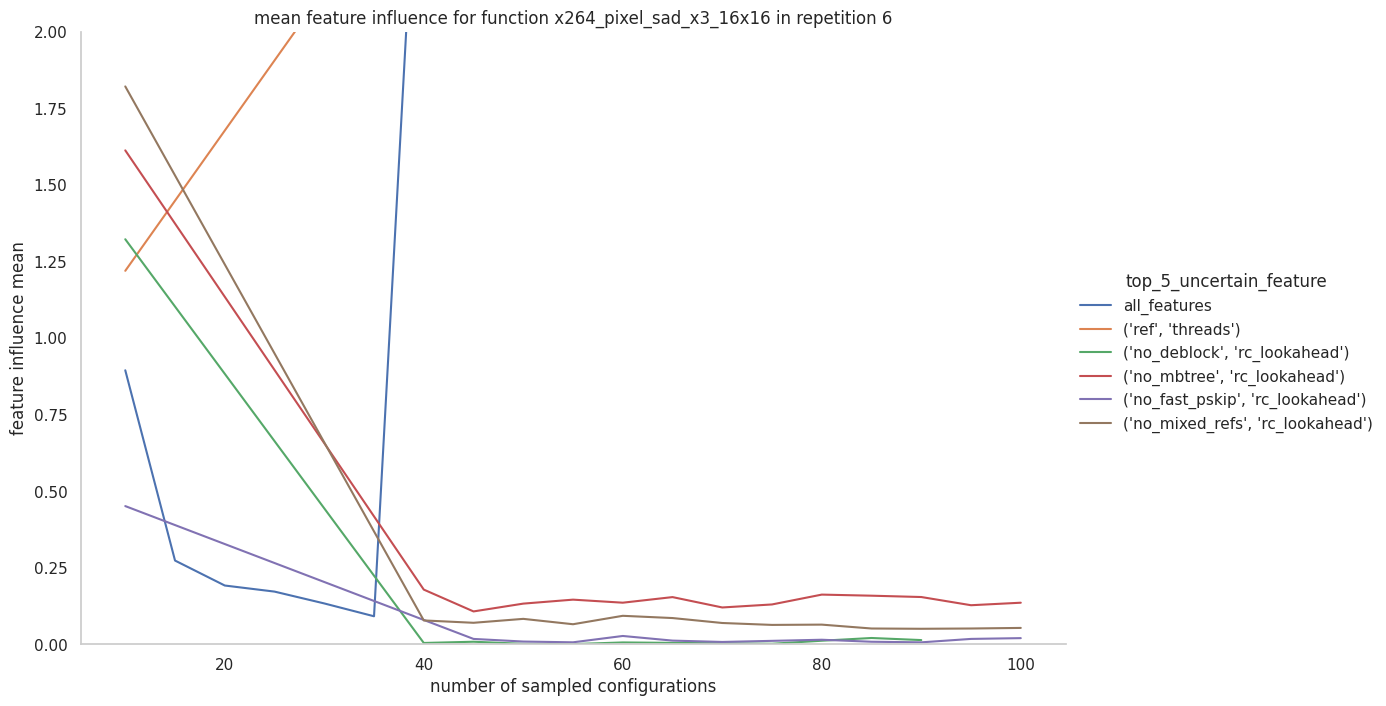 mean feature influence for function x264_pixel_sad_x3_16x16 in repetition 6
2.00
1.75
1.50
1.25
1.00
0.75
0.50
0.25
0.00
feature influence mean
20
40
60
80
100
number of sampled configurations
top_5_uncertain_feature
all_features
('ref', 'threads')
('no_deblock', 'rc_lookahead')
('no_mbtree', 'rc_lookahead')
('no_fast_pskip', 'rc_lookahead')
('no_mixed_refs', 'rc_lookahead')